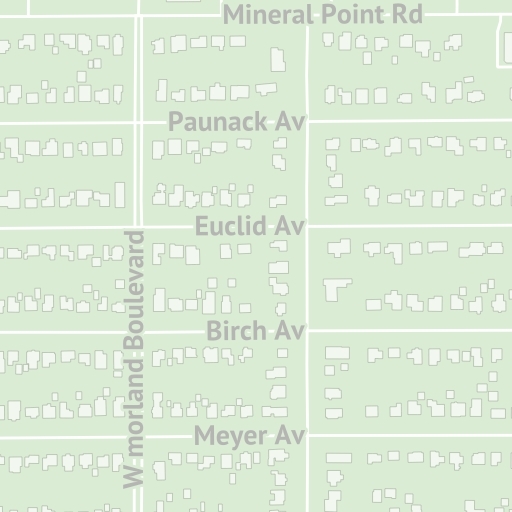 Mineral Point Rd
Paunack Av
Euclid Av
W morland Boulevard
Birch Av
Meyer Av